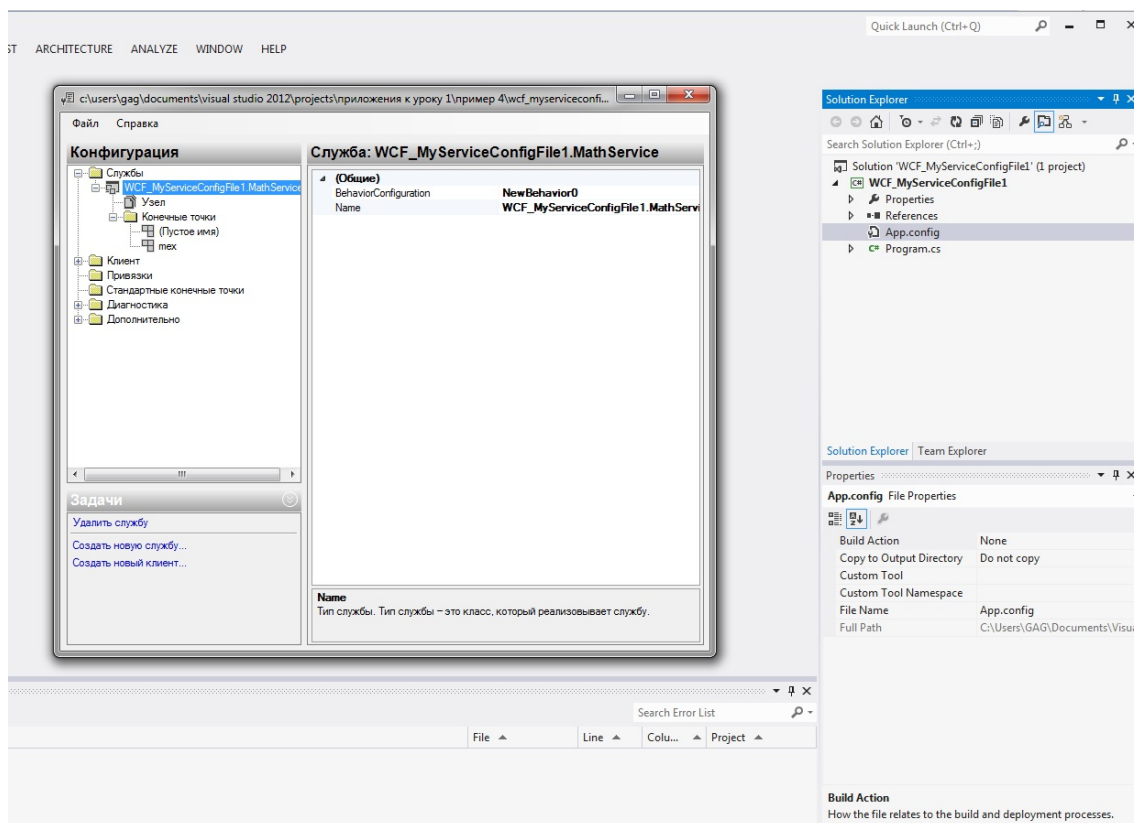 Quick Launch (Ctrl+Q)
ST ARCHITECTURE ANALYZE WINDOW HELP
c:\users\gag\documents\visual studio 2012\projects\приложения к уроку 1\пример 4\wcf_myserviceconfi...
Файл Справка
Конфигурация
Службы
WCF_MyServiceConfigFile1.MathService
Узел
Конечные точки
(Пустое имя)
mex
Клиент
Привязки
Стандартные конечные точки
Диагностика
Дополнительно
Задачи
Удалить службу
Создать новую службу...
Создать новый клиент...
Служба: WCF_MyServiceConfigFile1.MathService
(Общие)
BehaviorConfiguration NewBehavior0
Name WCF_MyServiceConfigFile1.MathServi
Name
Тип службы. Тип службы – это класс, который реализовывает службу.
Solution Explorer
Search Solution Explorer (Ctrl+;)
Solution 'WCF_MyServiceConfigFile1' (1 project)
C# WCF_MyServiceConfigFile1
Properties
References
App.config
C# Program.cs
Solution Explorer Team Explorer
Properties
App.config File Properties
Build Action None
Copy to Output Directory Do not copy
Custom Tool
Custom Tool Namespace
File Name App.config
Full Path C:\Users\GAG\Documents\Visua
Build Action
How the file relates to the build and deployment processes.
Search Error List
File Line Colu... Project